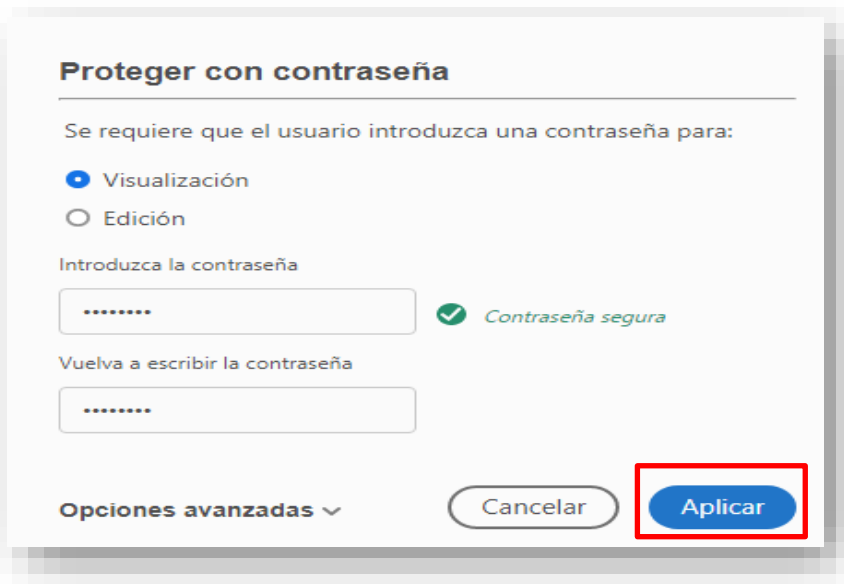 Proteger con contraseña
Se requiere que el usuario introduzca una contraseña para:
Visualización
Edición
Introduzca la contraseña
••••••••
Contraseña segura
Vuelva a escribir la contraseña
••••••••
Opciones avanzadas
Cancelar
Aplicar